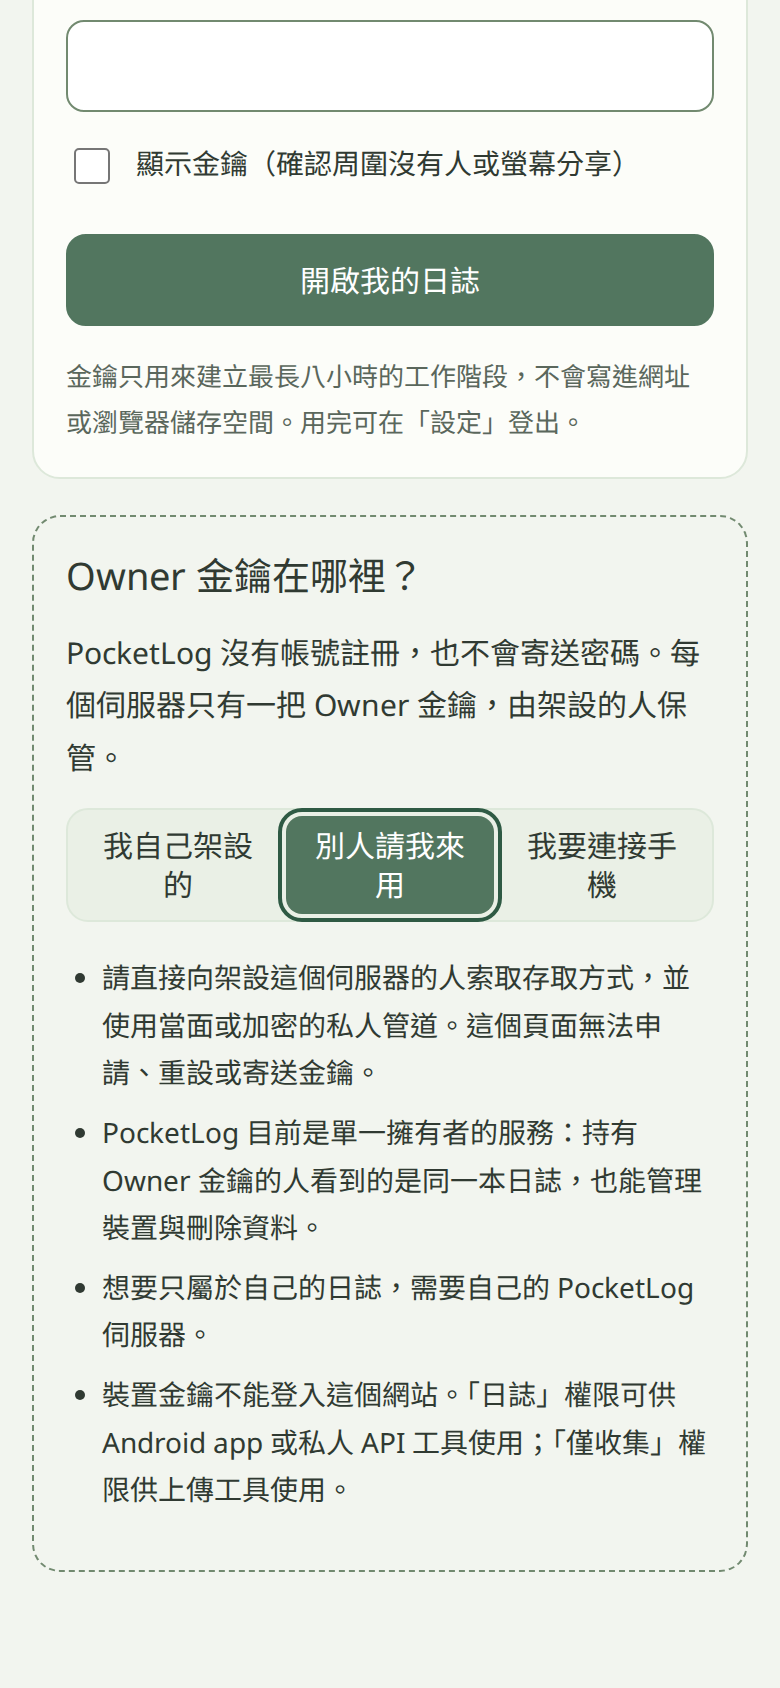 顯示金鑰（確認周圍沒有人或螢幕分享）
開啟我的日誌
金鑰只用來建立最長八小時的工作階段，不會寫進網址
或瀏覽器儲存空間。用完可在「設定」登出。
Owner 金鑰在哪裡？
PocketLog 沒有帳號註冊，也不會寄送密碼。每
個伺服器只有一把 Owner 金鑰，由架設的人保
管。
我自己架設
的
別人請我來
用
我要連接手
機
• 請直接向架設這個伺服器的人索取存取方式，並
使用當面或加密的私人管道。這個頁面無法申
請、重設或寄送金鑰。
• PocketLog 目前是單一擁有者的服務：持有
Owner 金鑰的人看到的是同一本日誌，也能管理
裝置與刪除資料。
• 想要只屬於自己的日誌，需要自己的 PocketLog
伺服器。
• 裝置金鑰不能登入這個網站。「日誌」權限可供
Android app 或私人 API 工具使用；「僅收集」權
限供上傳工具使用。